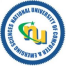 NATIONAL UNIVERSITY OF COMPUTER & EMERGING SCIENCES